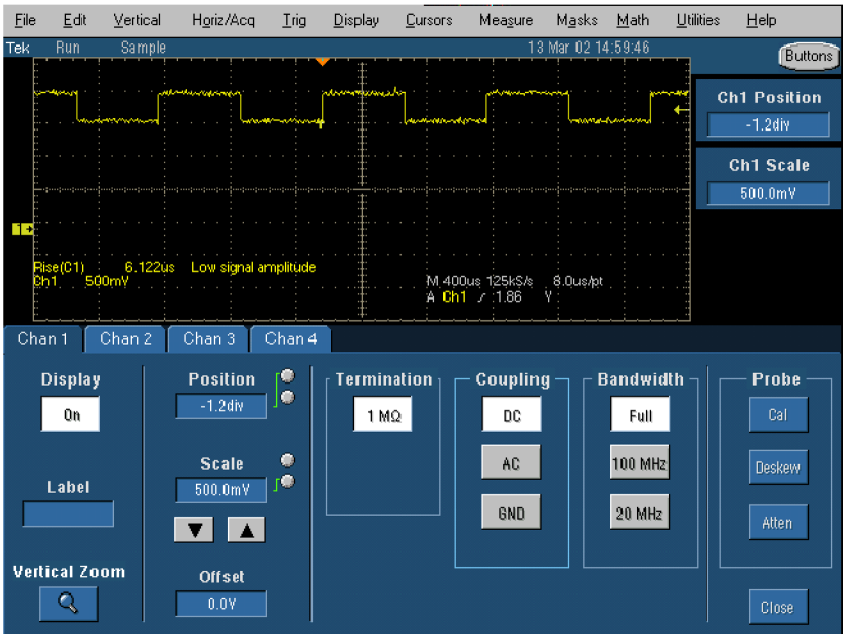 File Edit Vertical Horiz/Acq Trig Display Cursors Measure Masks Math Utilities Help
Tek Run Sample 13 Mar 02 14:59:46
Buttons
Ch1 Position
-1.2div
Ch1 Scale
500.0mV
1
Rise(C1) 6.122us Low signal amplitude
Ch1 500mV
M 400us 125kS/s 8.0us/pt
A Ch1 1.86 V
Chan 1 Chan 2 Chan 3 Chan 4
Display Position Termination Coupling Bandwidth Probe
On -1.2div 1 MΩ DC Full Cal
Scale AC 100 MHz Deskew
Label 500.0mV GND 20 MHz Atten
▼ ▲
Vertical Zoom Offset
0.0V Close